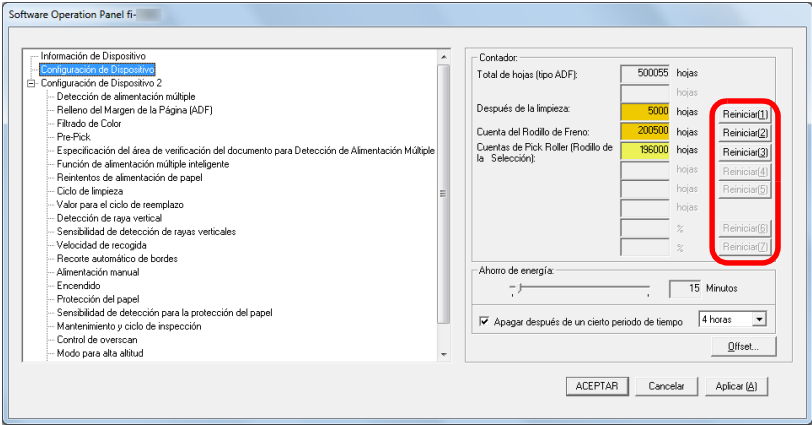 Software Operation Panel fi-
Información de Dispositivo
Configuración de Dispositivo
Configuración de Dispositivo 2
Detección de alimentación múltiple
Relleno del Margen de la Página (ADF)
Filtrado de Color
Pre-Pick
Especificación del área de verificación del documento para Detección de Alimentación Múltiple
Función de alimentación múltiple inteligente
Reintentos de alimentación de papel
Ciclo de limpieza
Valor para el ciclo de reemplazo
Detección de raya vertical
Sensibilidad de detección de rayas verticales
Velocidad de recogida
Recorte automático de bordes
Alimentación manual
Encendido
Protección del papel
Sensibilidad de detección para la protección del papel
Mantenimiento y ciclo de inspección
Control de overscan
Modo para alta altitud
Contador:
Total de hojas (tipo ADF): 500055 hojas
hojas
Después de la limpieza: 5000 hojas Reiniciar(1)
Cuenta del Rodillo de Freno: 200500 hojas Reiniciar(2)
Cuentas de Pick Roller (Rodillo de la Selección): 196000 hojas Reiniciar(3)
hojas Reiniciar(4)
hojas Reiniciar(5)
hojas
% Reiniciar(6)
% Reiniciar(7)
Ahorro de energía:
15 Minutos
Apagar después de un cierto periodo de tiempo 4 horas
Offset...
ACEPTAR Cancelar Aplicar (A)